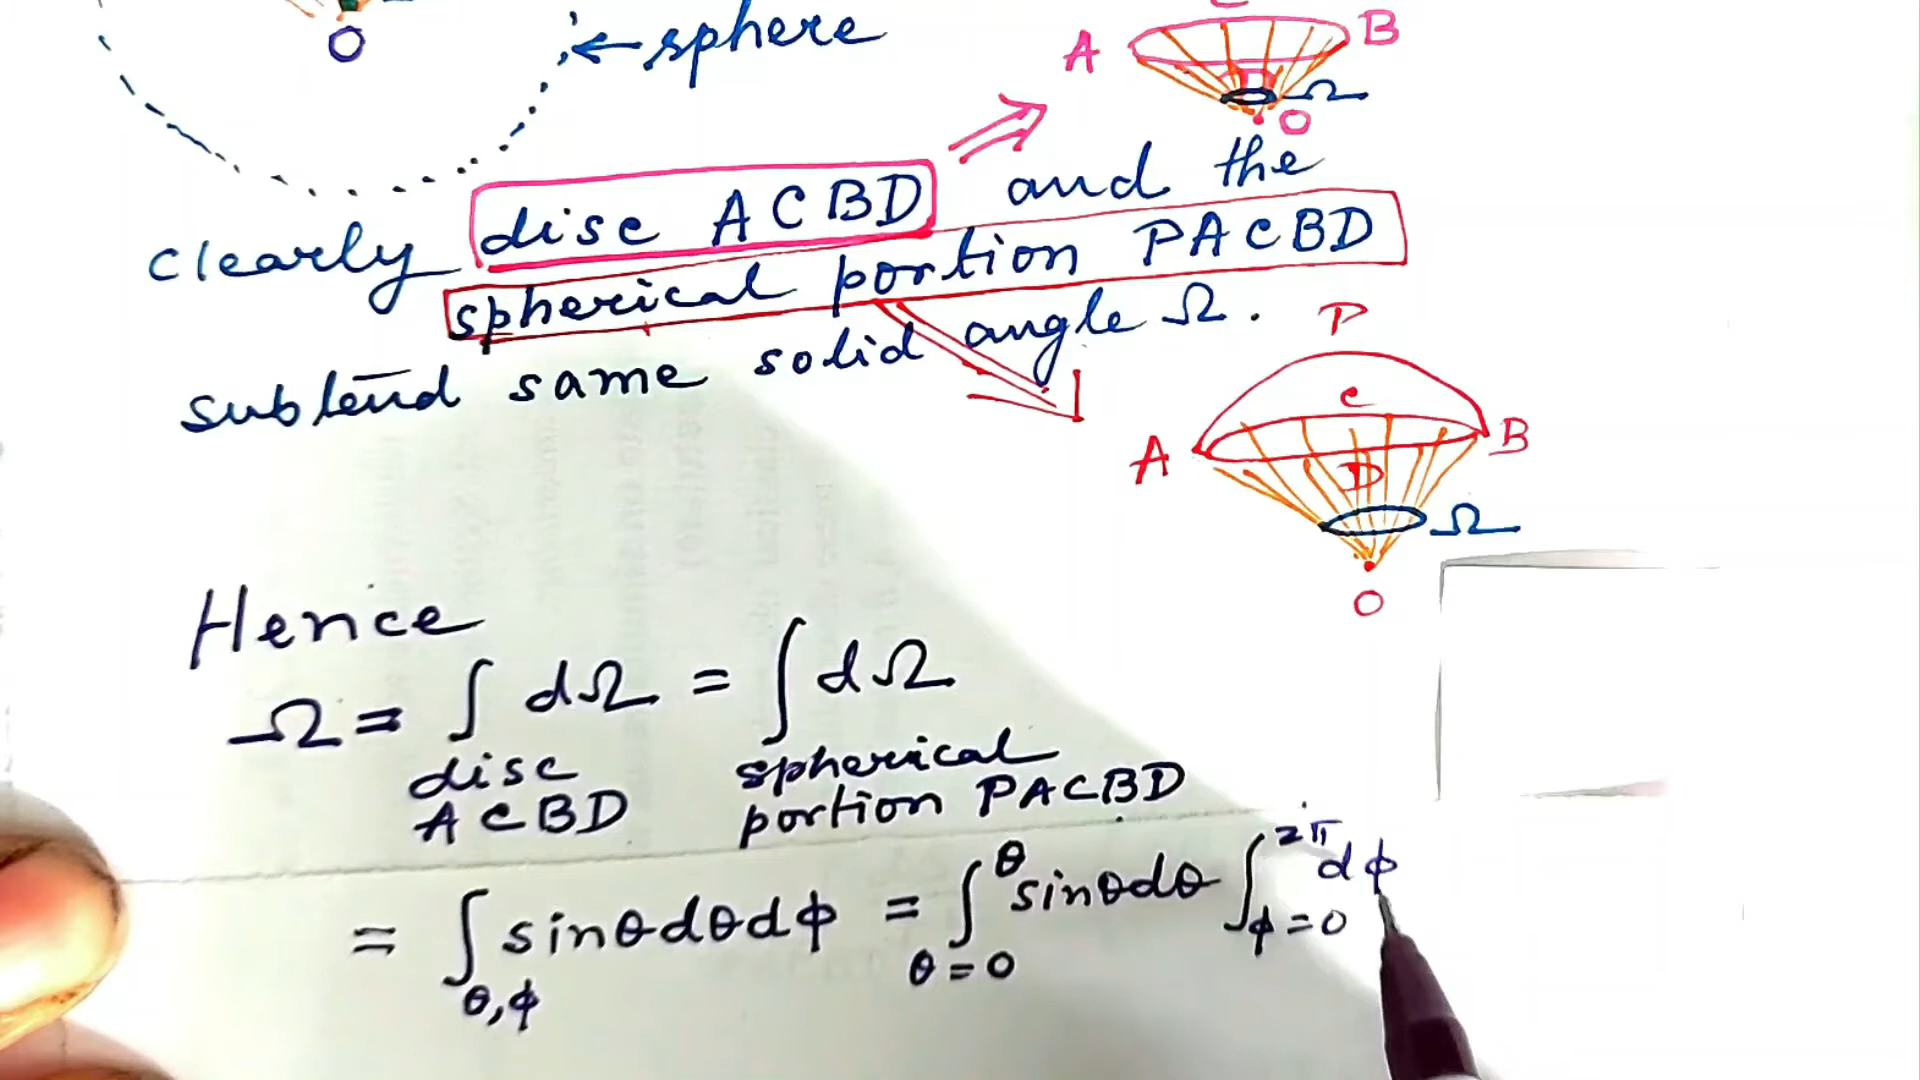 O
← sphere
C
A
B
Ω
O
clearly disc ACBD and the
spherical portion PACBD
subtend same solid angle Ω.
P
C
A
B
D
Ω
O
Hence
Ω = ∫ dΩ = ∫ dΩ
disc
ACBD
spherical
portion PACBD
= ∫ sinθdθdϕ = ∫ θ sinθdθ ∫ 2π dϕ
θ,ϕ θ=0 ϕ=0